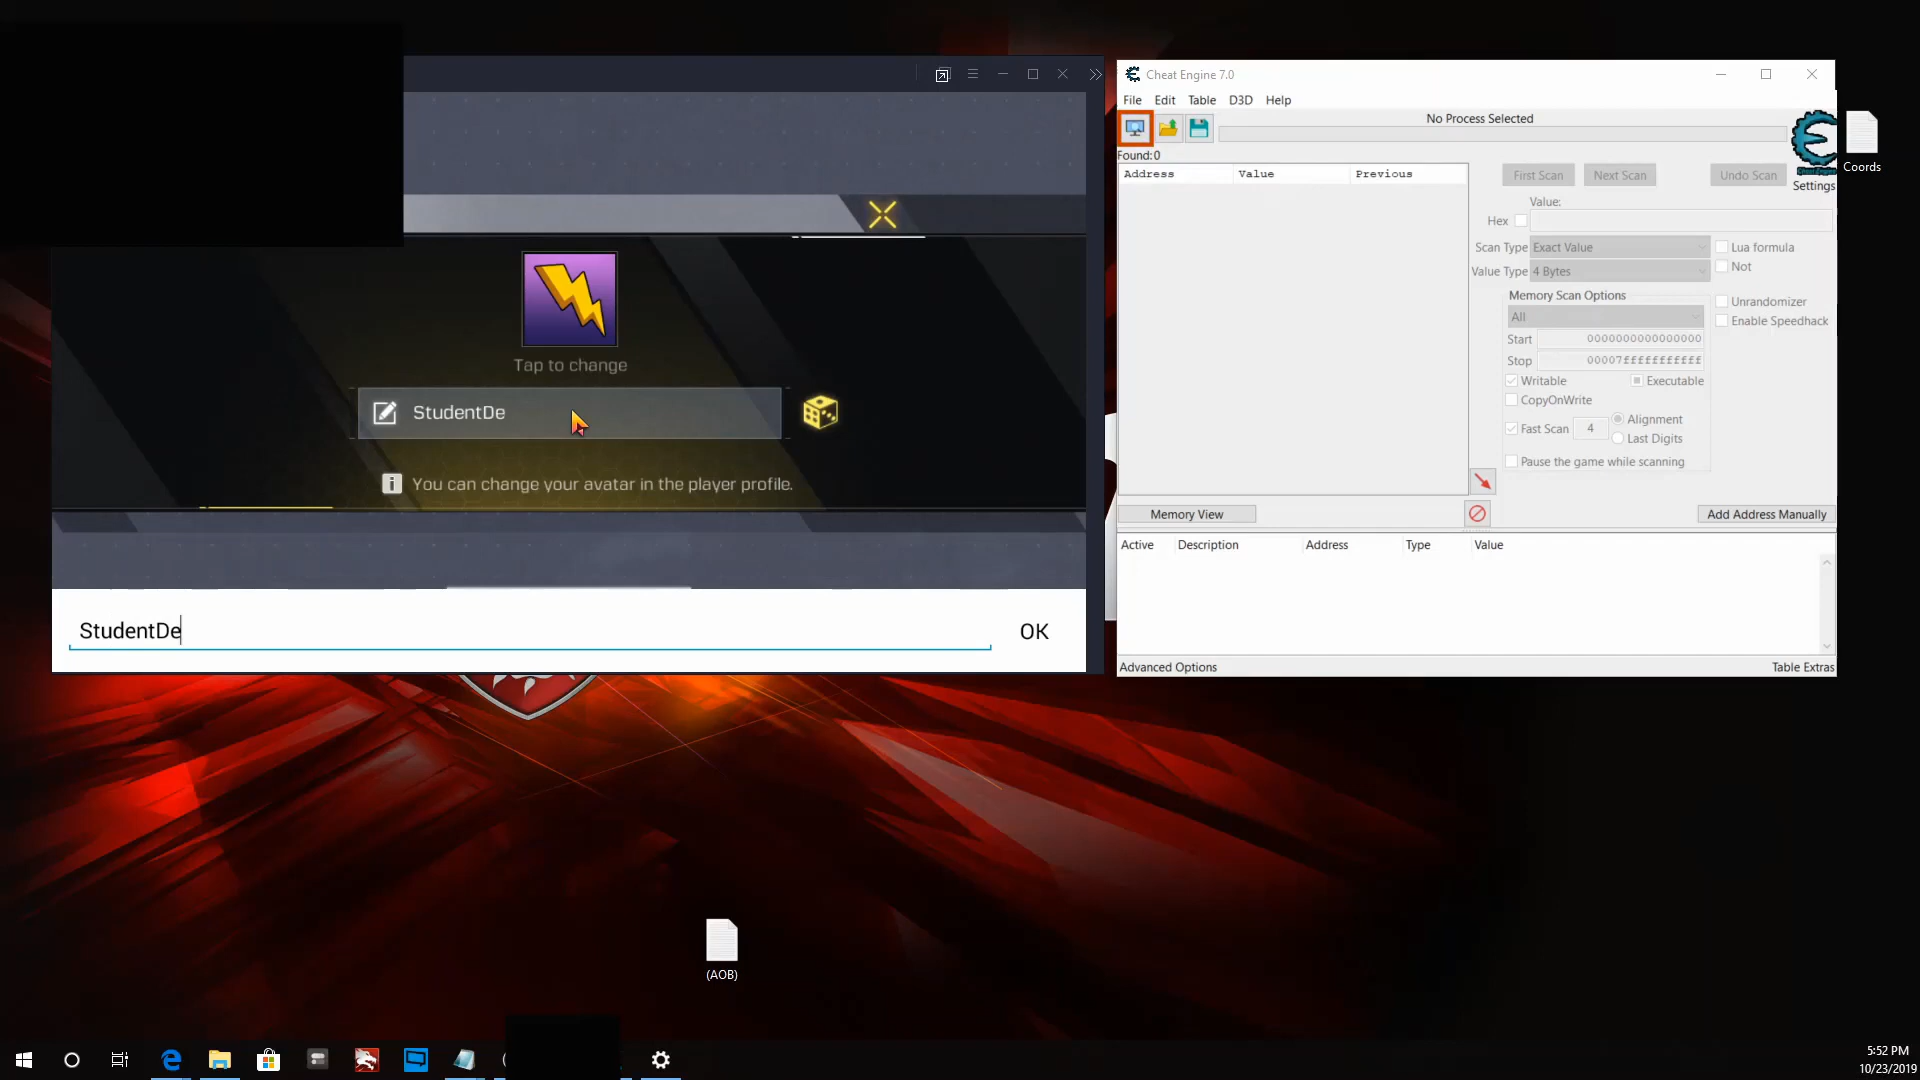 Cheat Engine 7.0
File Edit Table D3D Help
No Process Selected
Found:0
Address Value Previous
First Scan Next Scan Undo Scan
Settings
Value:
Hex
Scan Type Exact Value
Lua formula
Value Type 4 Bytes
Not
Memory Scan Options
All
Unrandomizer
Enable Speedhack
Start 0000000000000000
Stop 00007fffffffffff
Writable Executable
CopyOnWrite
Fast Scan 4 Alignment
Last Digits
Pause the game while scanning
Memory View
Add Address Manually
Active Description Address Type Value
Advanced Options
Table Extras
Coords
Tap to change
StudentDe
i You can change your avatar in the player profile.
StudentDe
OK
(AOB)
5:52 PM
10/23/2019